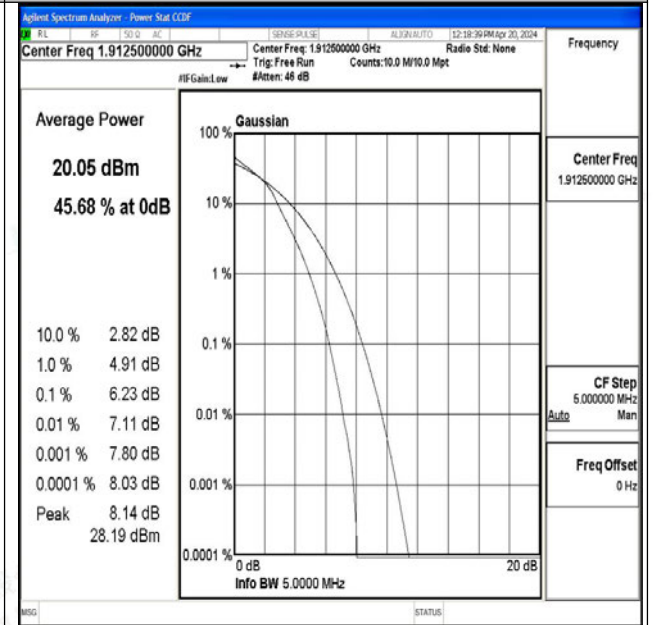 Agilent Spectrum Analyzer - Power Stat CCDF
RL RF 50 Ω AC SENSE:PULSE ALIGN AUTO 12:18:39 PM Apr 20, 2024
Center Freq 1.912500000 GHz
Center Freq: 1.912500000 GHz Radio Std: None
Trig: Free Run Counts:10.0 M/10.0 Mpt
#IFGain:Low #Atten: 46 dB
Frequency
Average Power
20.05 dBm
45.68 % at 0dB
10.0 % 2.82 dB
1.0 % 4.91 dB
0.1 % 6.23 dB
0.01 % 7.11 dB
0.001 % 7.80 dB
0.0001 % 8.03 dB
Peak 8.14 dB
28.19 dBm
Gaussian
100 %
10 %
1 %
0.1 %
0.01 %
0.001 %
0.0001 %
0 dB 20 dB
Info BW 5.0000 MHz
Center Freq
1.912500000 GHz
CF Step
5.000000 MHz
Auto Man
Freq Offset
0 Hz
MSG STATUS